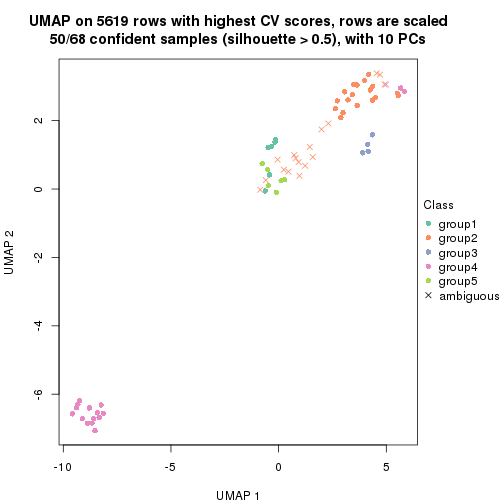 UMAP on 5619 rows with highest CV scores, rows are scaled
50/68 confident samples (silhouette > 0.5), with 10 PCs
2
0
-2
-4
-6
UMAP 2
-10
-5
0
5
UMAP 1
Class
group1
group2
group3
group4
group5
ambiguous